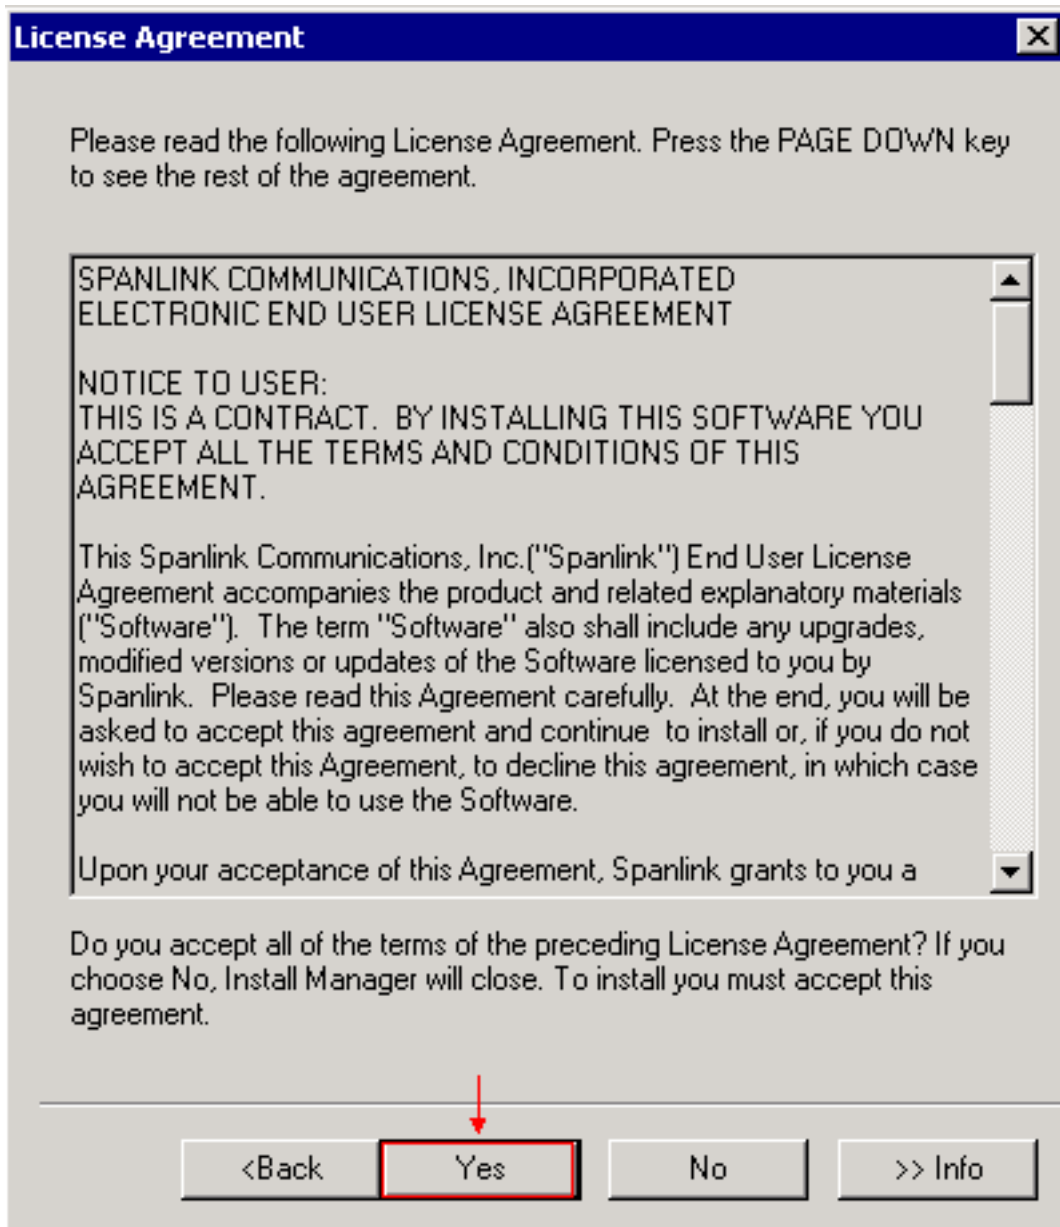 License Agreement
Please read the following License Agreement. Press the PAGE DOWN key
to see the rest of the agreement.
SPANLINK COMMUNICATIONS, INCORPORATED
ELECTRONIC END USER LICENSE AGREEMENT
NOTICE TO USER:
THIS IS A CONTRACT.  BY INSTALLING THIS SOFTWARE YOU
ACCEPT ALL THE TERMS AND CONDITIONS OF THIS
AGREEMENT.
This Spanlink Communications, Inc.("Spanlink") End User License
Agreement accompanies the product and related explanatory materials
("Software").  The term "Software" also shall include any upgrades,
modified versions or updates of the Software licensed to you by
Spanlink.  Please read this Agreement carefully.  At the end, you will be
asked to accept this agreement and continue  to install or, if you do not
wish to accept this Agreement, to decline this agreement, in which case
you will not be able to use the Software.
Upon your acceptance of this Agreement, Spanlink grants to you a
Do you accept all of the terms of the preceding License Agreement? If you
choose No, Install Manager will close. To install you must accept this
agreement.
<Back
Yes
No
>> Info